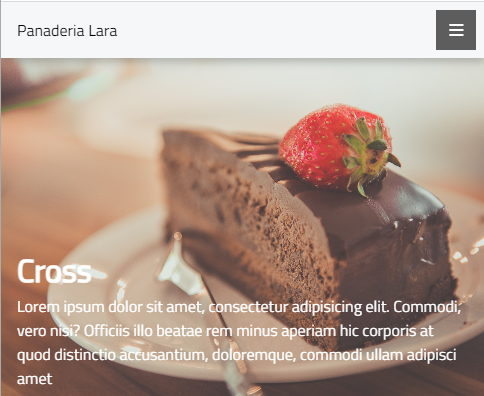 Panaderia Lara
Cross
Lorem ipsum dolor sit amet, consectetur adipisicing elit. Commodi,
vero nisi? Officiis illo beatae rem minus aperiam hic corporis at
quod distinctio accusantium, doloremque, commodi ullam adipisci
amet